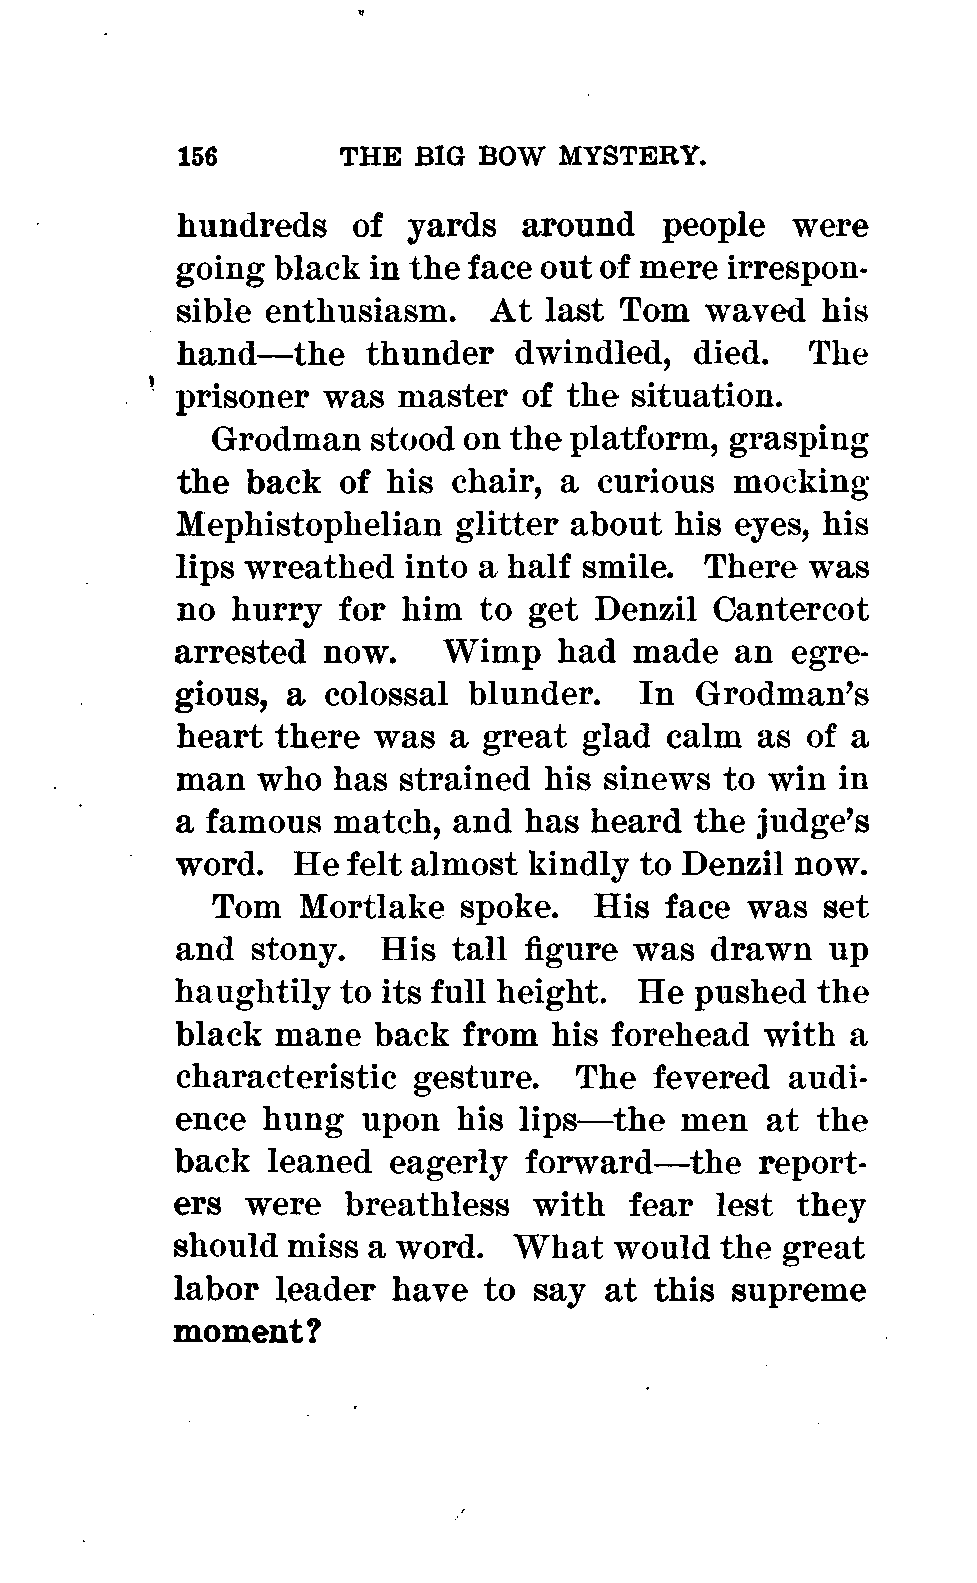 156 THE BIG BOW MYSTERY.
hundreds of yards around people were
going black in the face out of mere irrespon-
sible enthusiasm. At last Tom waved his
hand—the thunder dwindled, died. The
prisoner was master of the situation.
Grodman stood on the platform, grasping
the back of his chair, a curious mocking
Mephistophelian glitter about his eyes, his
lips wreathed into a half smile. There was
no hurry for him to get Denzil Cantercot
arrested now. Wimp had made an egre-
gious, a colossal blunder. In Grodman's
heart there was a great glad calm as of a
man who has strained his sinews to win in
a famous match, and has heard the judge's
word. He felt almost kindly to Denzil now.
Tom Mortlake spoke. His face was set
and stony. His tall figure was drawn up
haughtily to its full height. He pushed the
black mane back from his forehead with a
characteristic gesture. The fevered audi-
ence hung upon his lips—the men at the
back leaned eagerly forward—the report-
ers were breathless with fear lest they
should miss a word. What would the great
labor leader have to say at this supreme
moment?